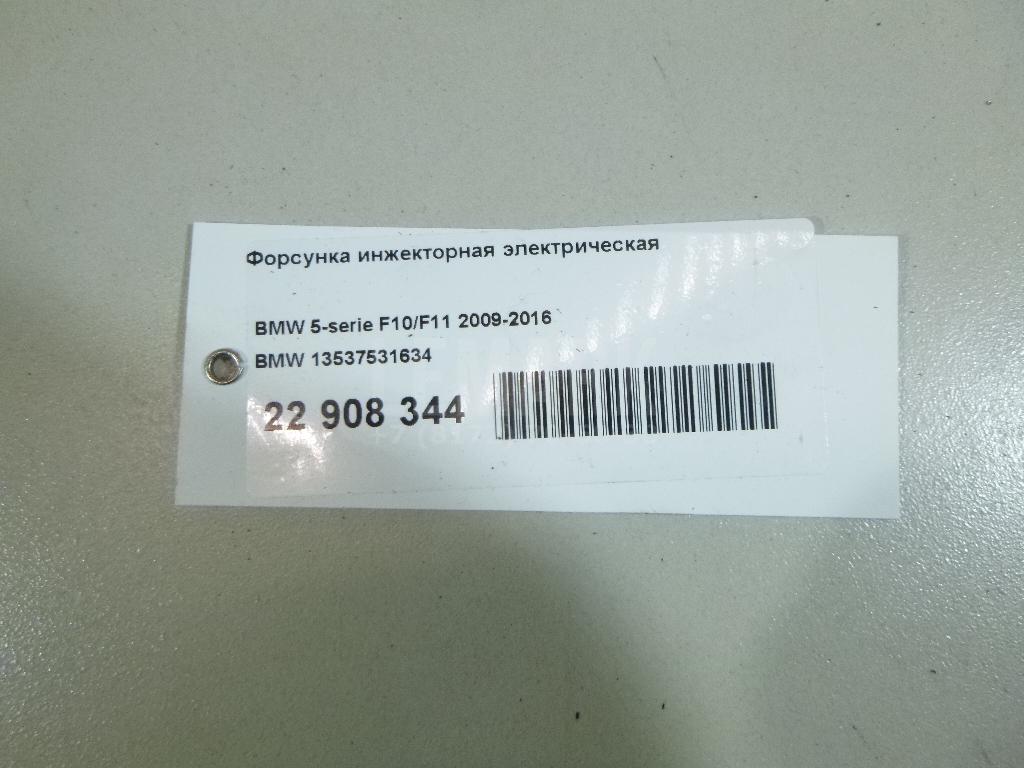 Форсунка инжекторная электрическая
BMW 5-serie F10/F11 2009-2016
BMW 13537531634
22 908 344